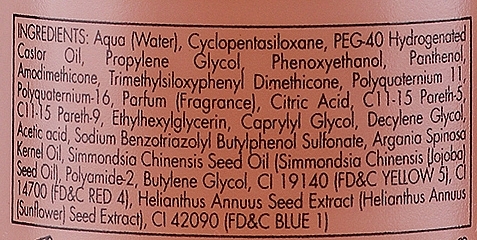 INGREDIENTS: Aqua (Water), Cyclopentasiloxane, PEG-40 Hydrogenated
Castor Oil, Propylene Glycol, Phenoxyethanol, Panthenol,
Amodimethicone, Trimethylsiloxyphenyl Dimethicone, Polyquaternium 11,
Polyquaternium-16, Parfum (Fragrance), Citric Acid, C11-15 Pareth-5,
C11-15 Pareth-9, Ethylhexylglycerin, Caprylyl Glycol, Decylene Glycol,
Acetic acid, Sodium Benzotriazolyl Butylphenol Sulfonate, Argania Spinosa
Kernel Oil, Simmondsia Chinensis Seed Oil (Simmondsia Chinensis (Jojoba)
Seed Oil), Polyamide-2, Butylene Glycol, CI 19140 (FD&C YELLOW 5), CI
14700 (FD&C RED 4), Helianthus Annuus Seed Extract (Helianthus Annuus
(Sunflower) Seed Extract), CI 42090 (FD&C BLUE 1)